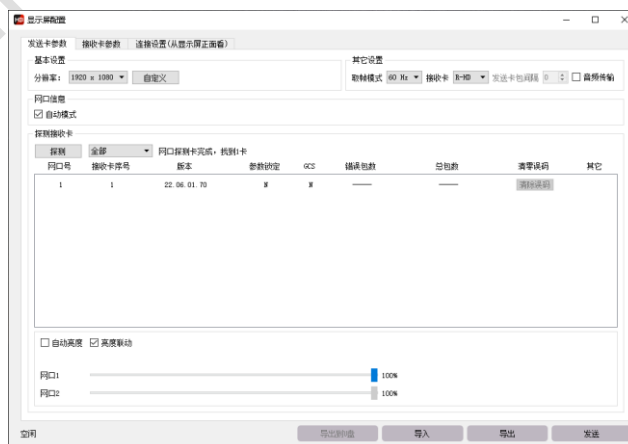 HD 显示屏配置
发送卡参数 接收卡参数 连接设置(从显示屏正面看)
基本设置 其它设置
分辨率: 1920 x 1080 自定义 取帧模式 60 Hz 接收卡 R-HD 发送卡包间隔 0 音频传输
网口信息
自动模式
探测接收卡
探测 全部 网口探测卡完成,找到1卡
网口号 接收卡序号 版本 参数锁定 GCS 错误包数 总包数 清零误码 其它
1 1 22.06.01.70 N N —— —— 清除误码
自动亮度 亮度联动
网口1 100%
网口2 100%
空闲 导出到U盘 导入 导出 发送